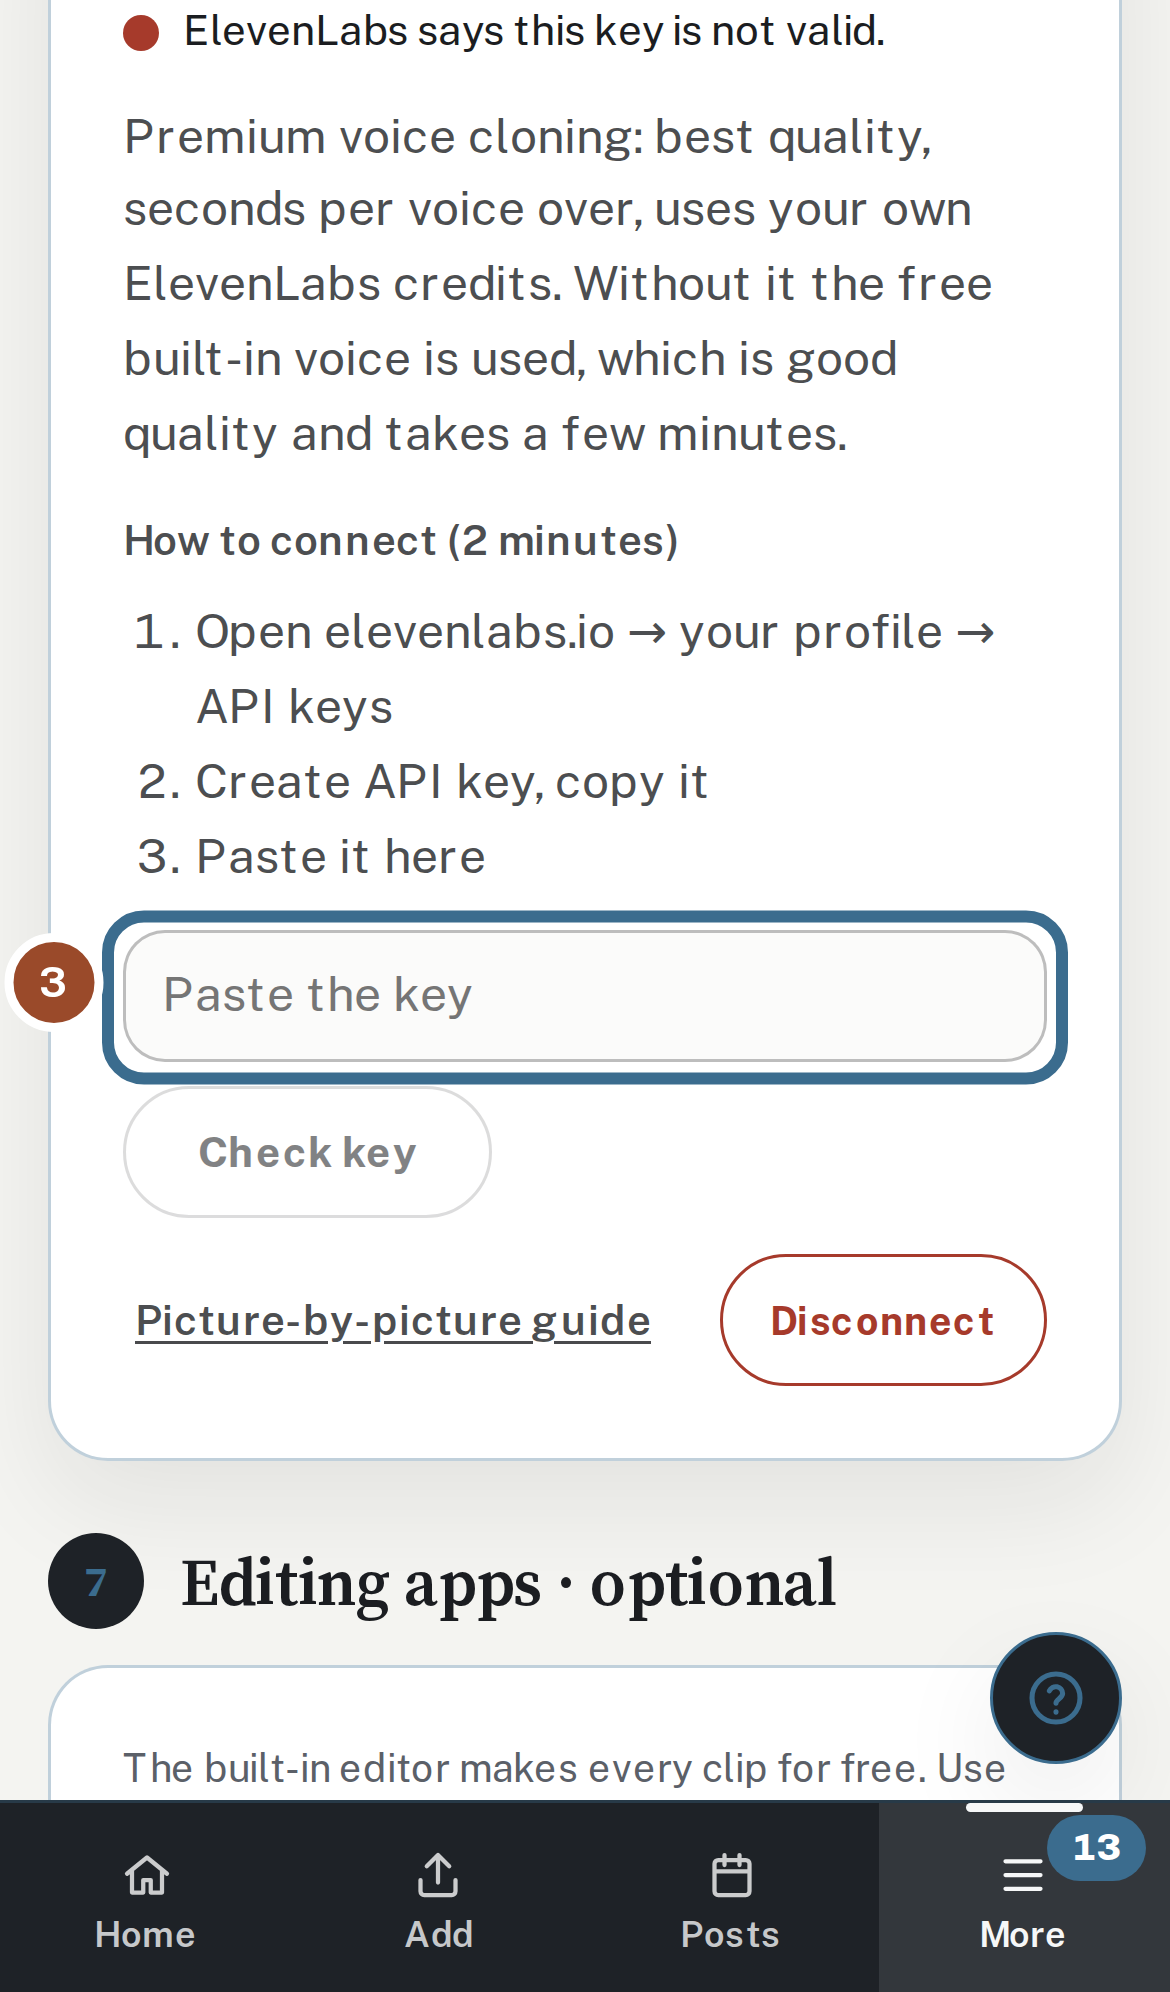 ElevenLabs says this key is not valid.
Premium voice cloning: best quality,
seconds per voice over, uses your own
ElevenLabs credits. Without it the free
built-in voice is used, which is good
quality and takes a few minutes.
How to connect (2 minutes)
1. Open elevenlabs.io → your profile →
API keys
2. Create API key, copy it
3. Paste it here
3
Paste the key
Check key
Picture-by-picture guide
Disconnect
7
Editing apps · optional
?
The built-in editor makes every clip for free. Use
13
Home
Add
Posts
More